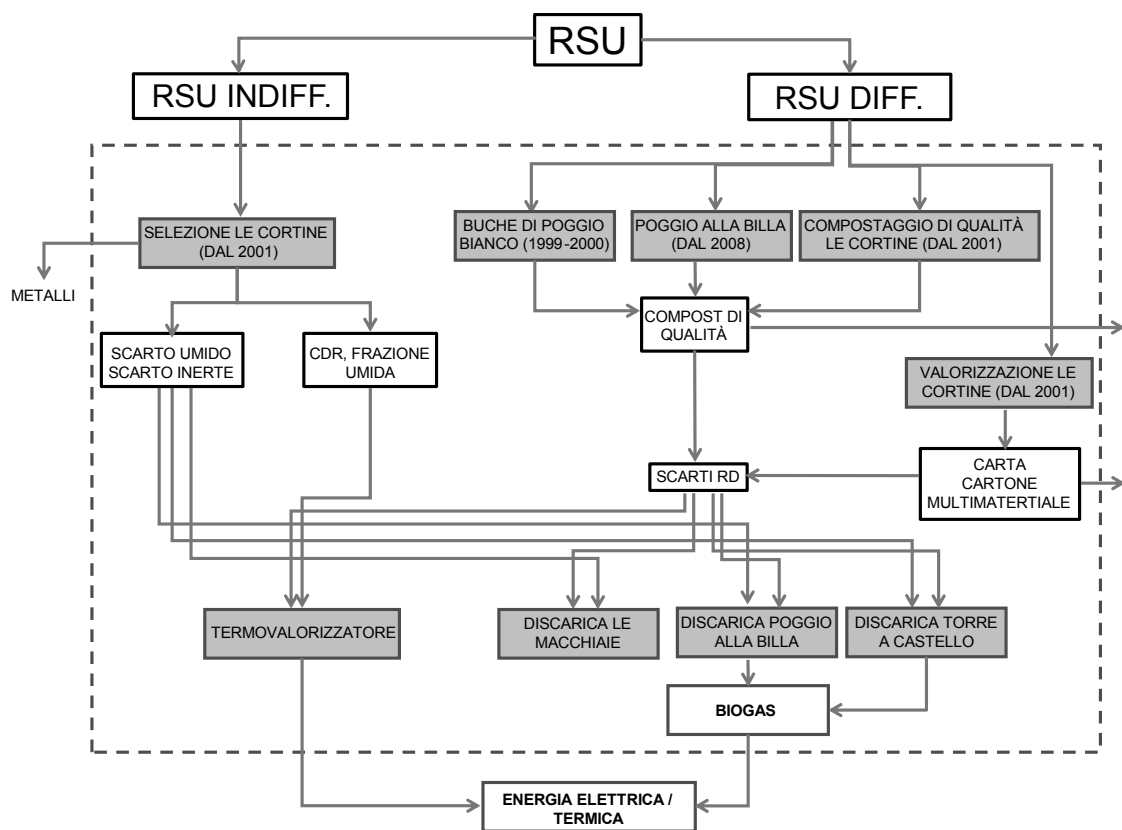 RSU
RSU INDIFF.
RSU DIFF.
SELEZIONE LE CORTINE
(DAL 2001)
BUCHE DI POGGIO
BIANCO (1999-2000)
POGGIO ALLA BILLA
(DAL 2008)
COMPOSTAGGIO DI QUALITÀ
LE CORTINE (DAL 2001)
METALLI
SCARTO UMIDO
SCARTO INERTE
CDR, FRAZIONE
UMIDA
COMPOST DI
QUALITÀ
VALORIZZAZIONE LE
CORTINE (DAL 2001)
SCARTI RD
CARTA
CARTONE
MULTIMATERTIALE
TERMOVALORIZZATORE
DISCARICA LE
MACCHIAIE
DISCARICA POGGIO
ALLA BILLA
DISCARICA TORRE
A CASTELLO
BIOGAS
ENERGIA ELETTRICA /
TERMICA